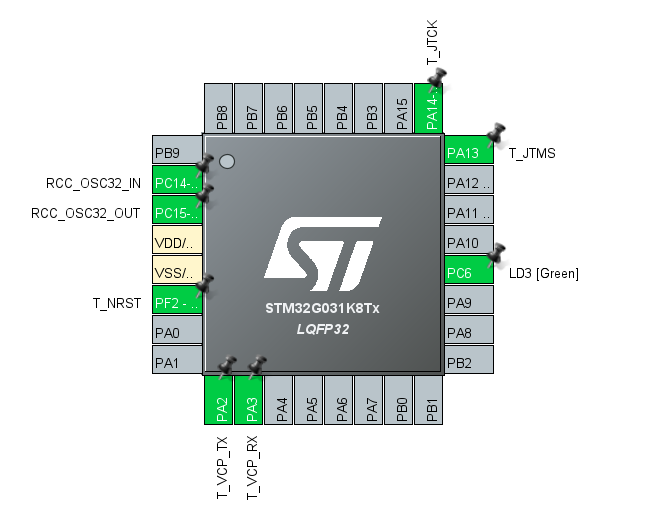 T_JTCK
PB8
PB7
PB6
PB5
PB4
PB3
PA15
PA14-..
PB9
PA13
T_JTMS
RCC_OSC32_IN
PC14-..
PA12 ..
RCC_OSC32_OUT
PC15-..
PA11 ..
VDD/..
PA10
VSS/..
PC6
LD3 [Green]
T_NRST
PF2 - ..
STM32G031K8Tx
PA9
LQFP32
PA0
PA8
PA1
PB2
PA2
PA3
PA4
PA5
PA6
PA7
PB0
PB1
T_VCP_TX
T_VCP_RX
ST